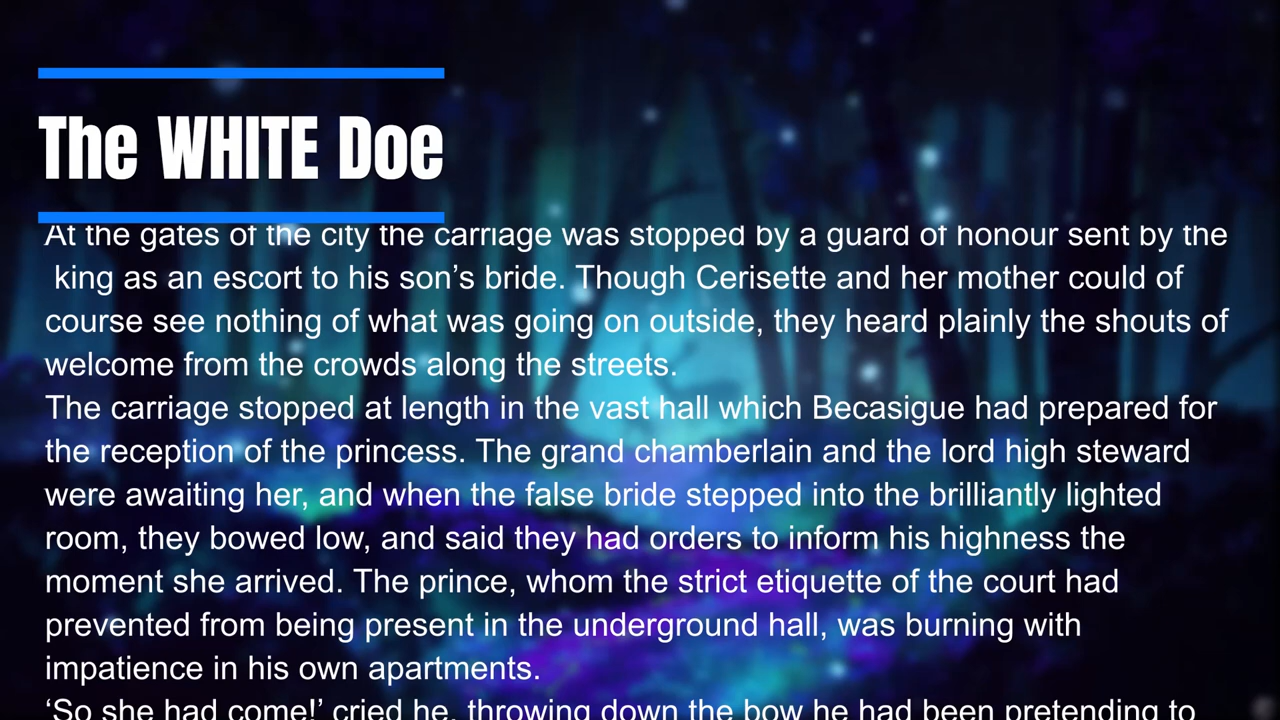 The WHITE Doe
At the gates of the city the carriage was stopped by a guard of honour sent by the
king as an escort to his son’s bride. Though Cerisette and her mother could of
course see nothing of what was going on outside, they heard plainly the shouts of
welcome from the crowds along the streets.
The carriage stopped at length in the vast hall which Becasigue had prepared for
the reception of the princess. The grand chamberlain and the lord high steward
were awaiting her, and when the false bride stepped into the brilliantly lighted
room, they bowed low, and said they had orders to inform his highness the
moment she arrived. The prince, whom the strict etiquette of the court had
prevented from being present in the underground hall, was burning with
impatience in his own apartments.
‘So she had come!’ cried he, throwing down the bow he had been pretending to